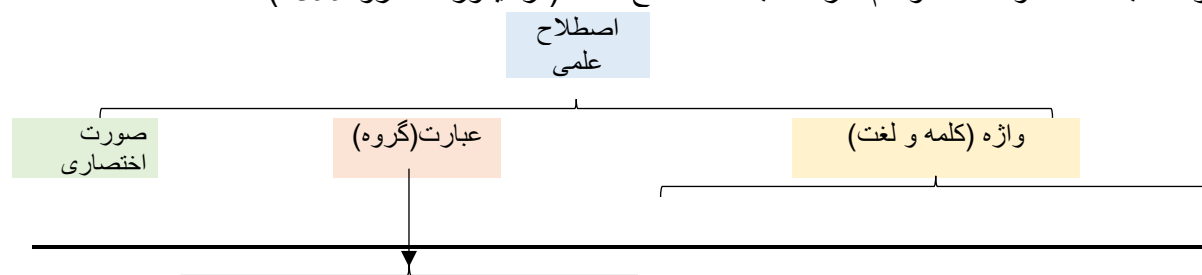 اصطلاح
علمی
واژه (کلمه و لغت)
عبارت(گروه)
صورت
اختصاری